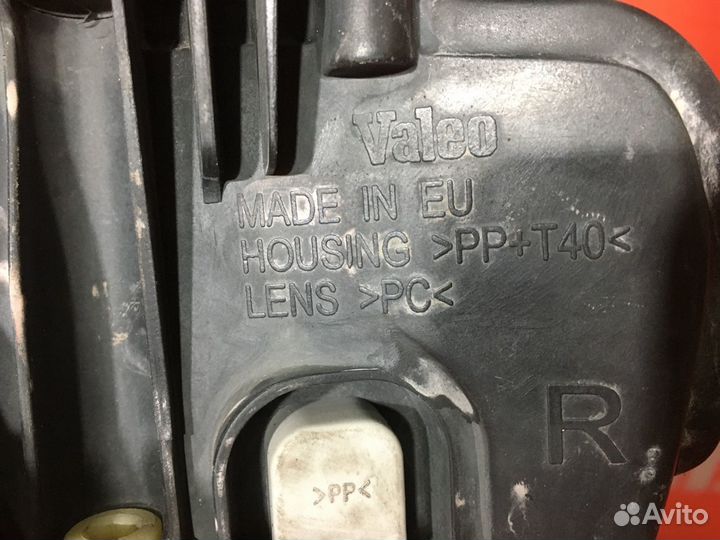 Valeo
MADE IN EU
HOUSING >PP+T40<
LENS >PC<
R
>PP<
Avito